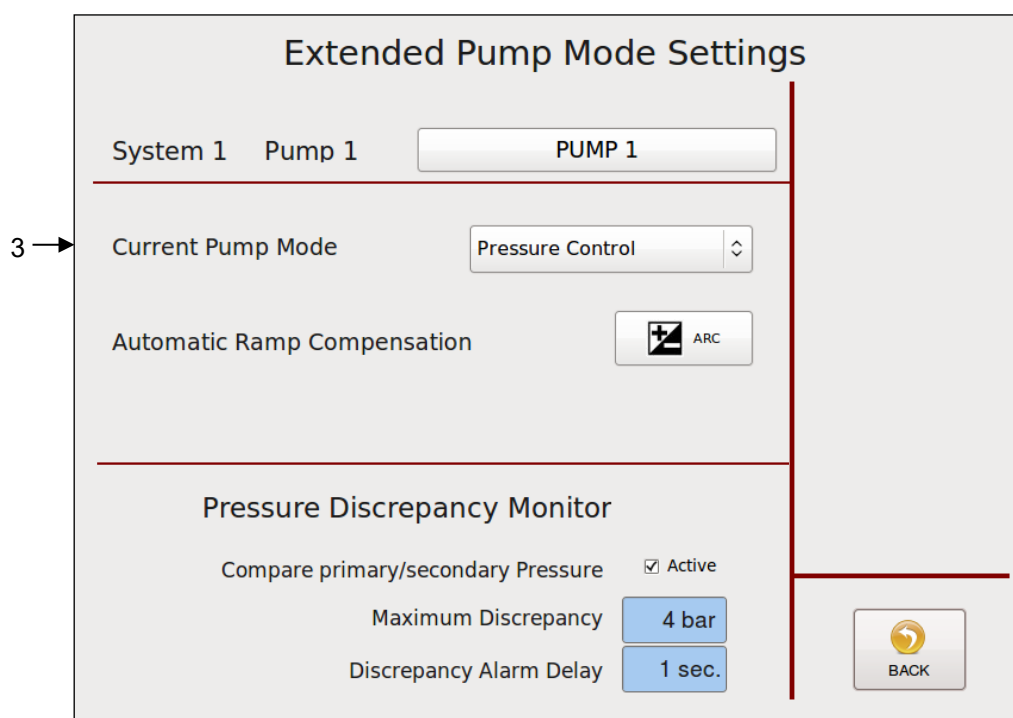 Extended Pump Mode Settings
System 1 Pump 1 PUMP 1
3 Current Pump Mode Pressure Control
Automatic Ramp Compensation ARC
Pressure Discrepancy Monitor
Compare primary/secondary Pressure Active
Maximum Discrepancy 4 bar
Discrepancy Alarm Delay 1 sec.
BACK